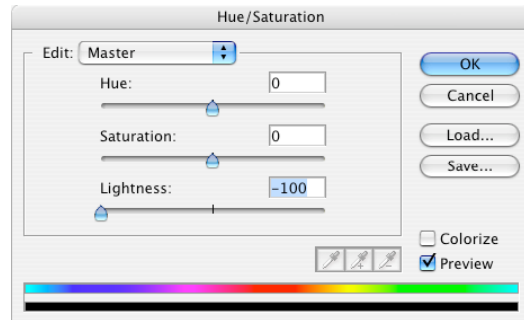 Hue/Saturation
Edit: Master
OK
Hue: 0
Cancel
Saturation: 0
Load...
Save...
Lightness: -100
Colorize
Preview